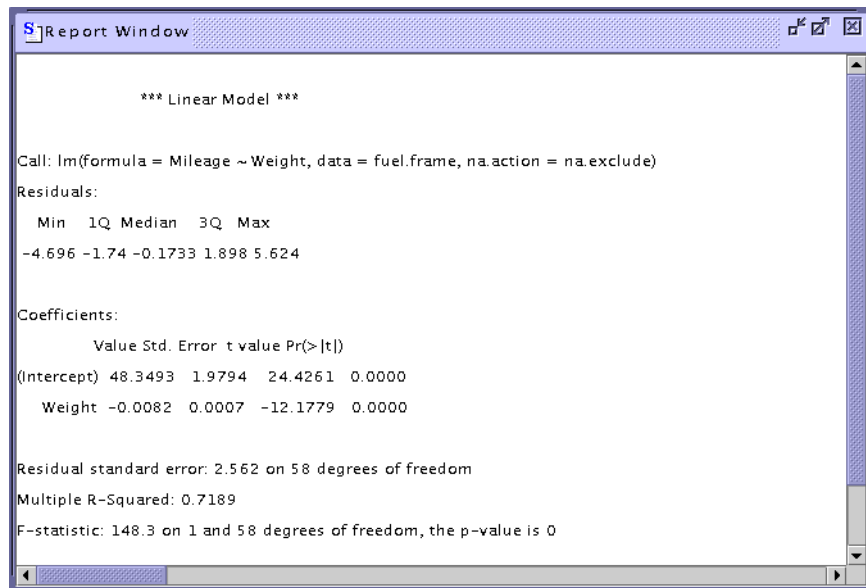 S Report Window
*** Linear Model ***
Call: lm(formula = Mileage ~ Weight, data = fuel.frame, na.action = na.exclude)
Residuals:
Min 1Q Median 3Q Max
-4.696 -1.74 -0.1733 1.898 5.624
Coefficients:
Value Std. Error t value Pr(>|t|)
(Intercept) 48.3493 1.9794 24.4261 0.0000
Weight -0.0082 0.0007 -12.1779 0.0000
Residual standard error: 2.562 on 58 degrees of freedom
Multiple R-Squared: 0.7189
F-statistic: 148.3 on 1 and 58 degrees of freedom, the p-value is 0